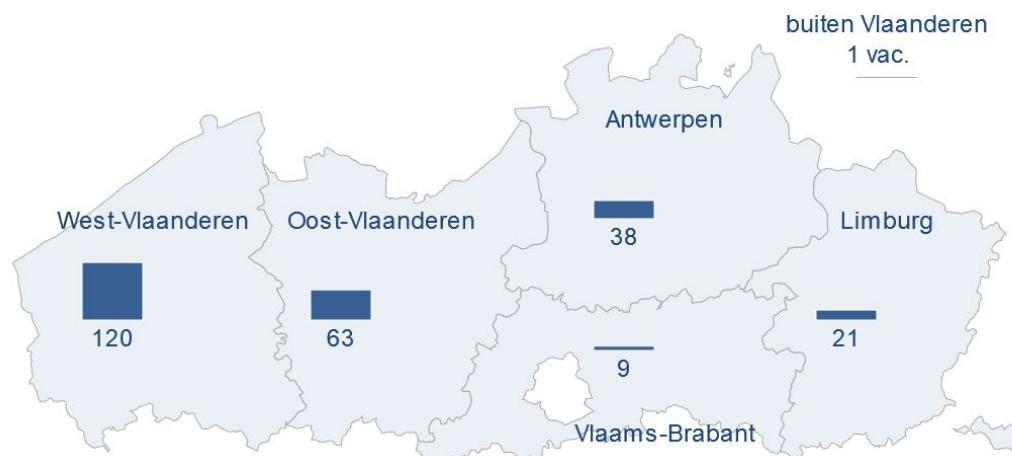 buiten Vlaanderen
1 vac.
Antwerpen
38
West-Vlaanderen
120
Oost-Vlaanderen
63
Limburg
21
9
Vlaams-Brabant